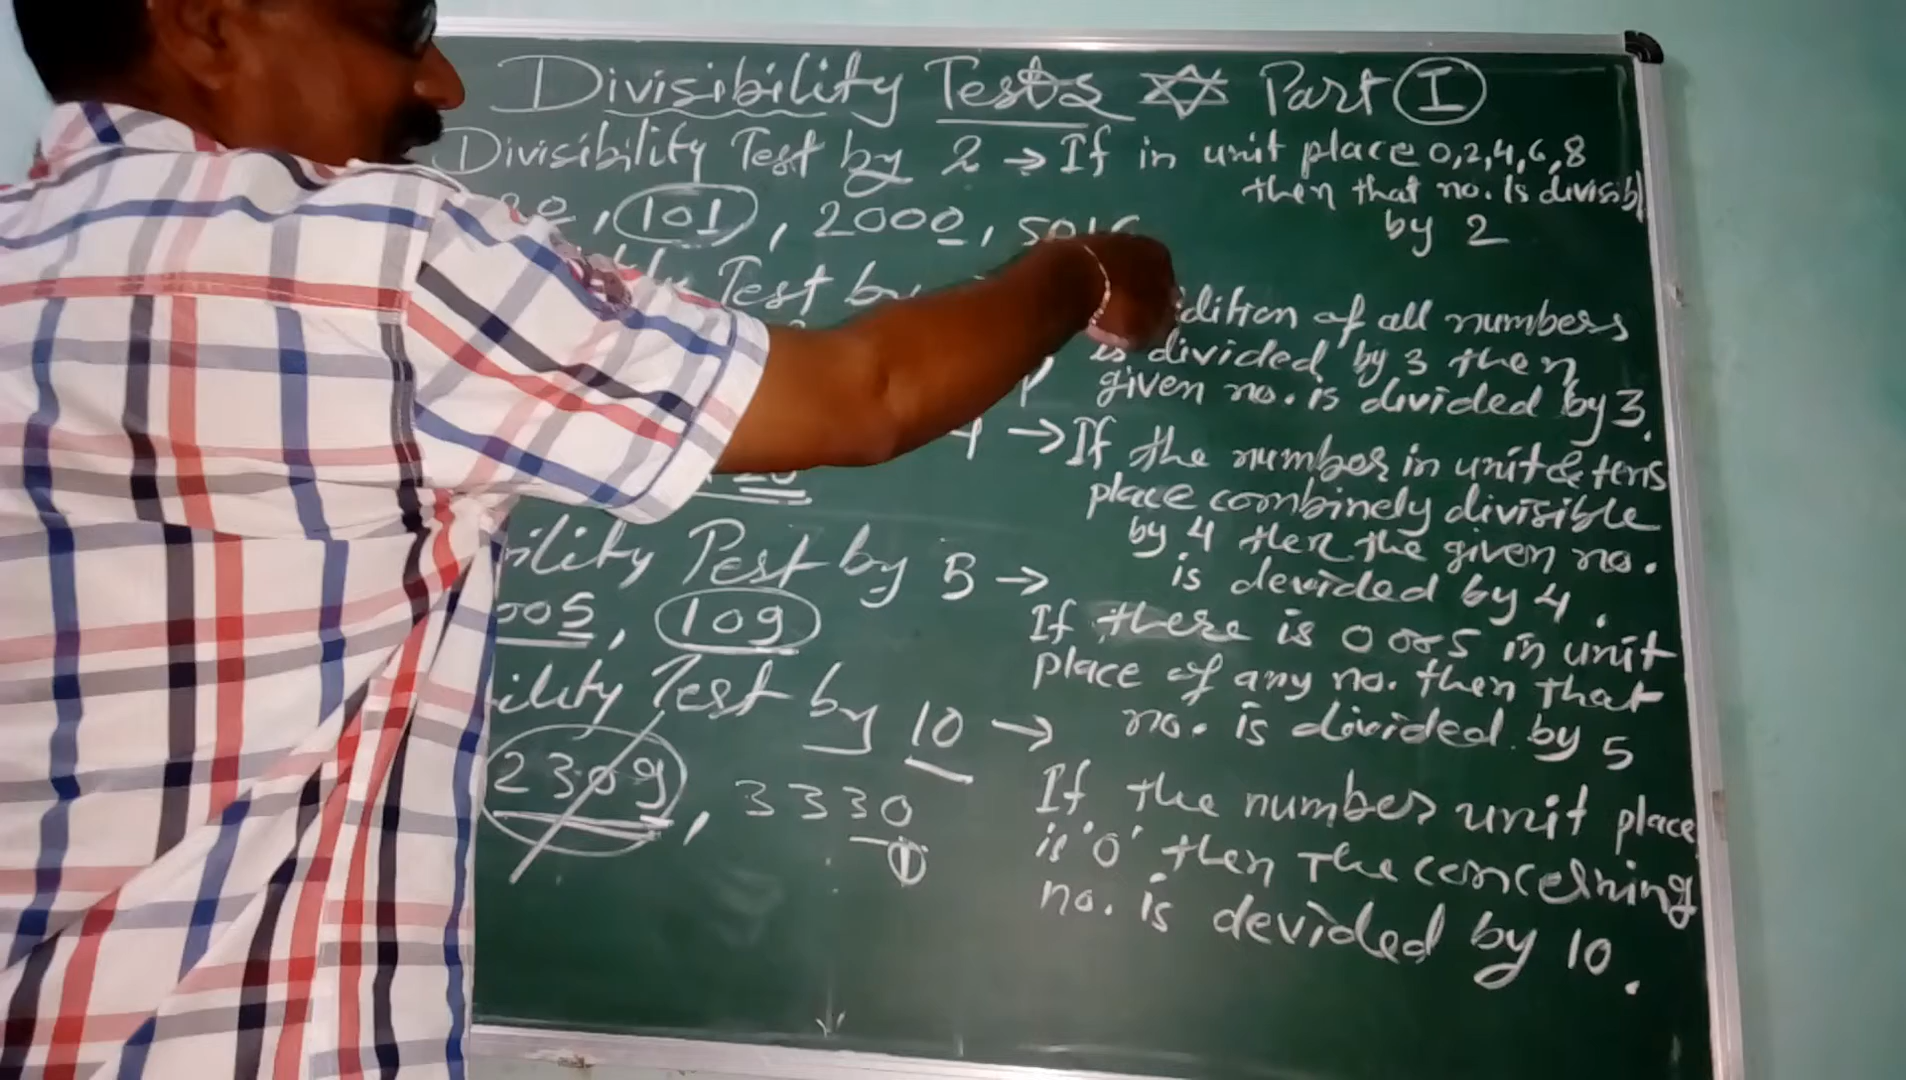 Divisibility Tests Part I
Divisibility Test by 2 → If in unit place 0,2,4,6,8
then that no. is divisibl
by 2
, 101, 2000, 5016
Test by
dition of all numbers
is divided by 3 then
given no. is divided by 3.
4 → If the number in unit & tens
place combinely divisible
by 4 then the given no.
is devided by 4.
ility Test by 5 →
005, 109
If there is 0 or 5 in unit
place of any no. then that
no. is divided by 5
ility Test by 10 →
2309, 3330
If the number unit place
is '0' then The concerning
no. is devided by 10.